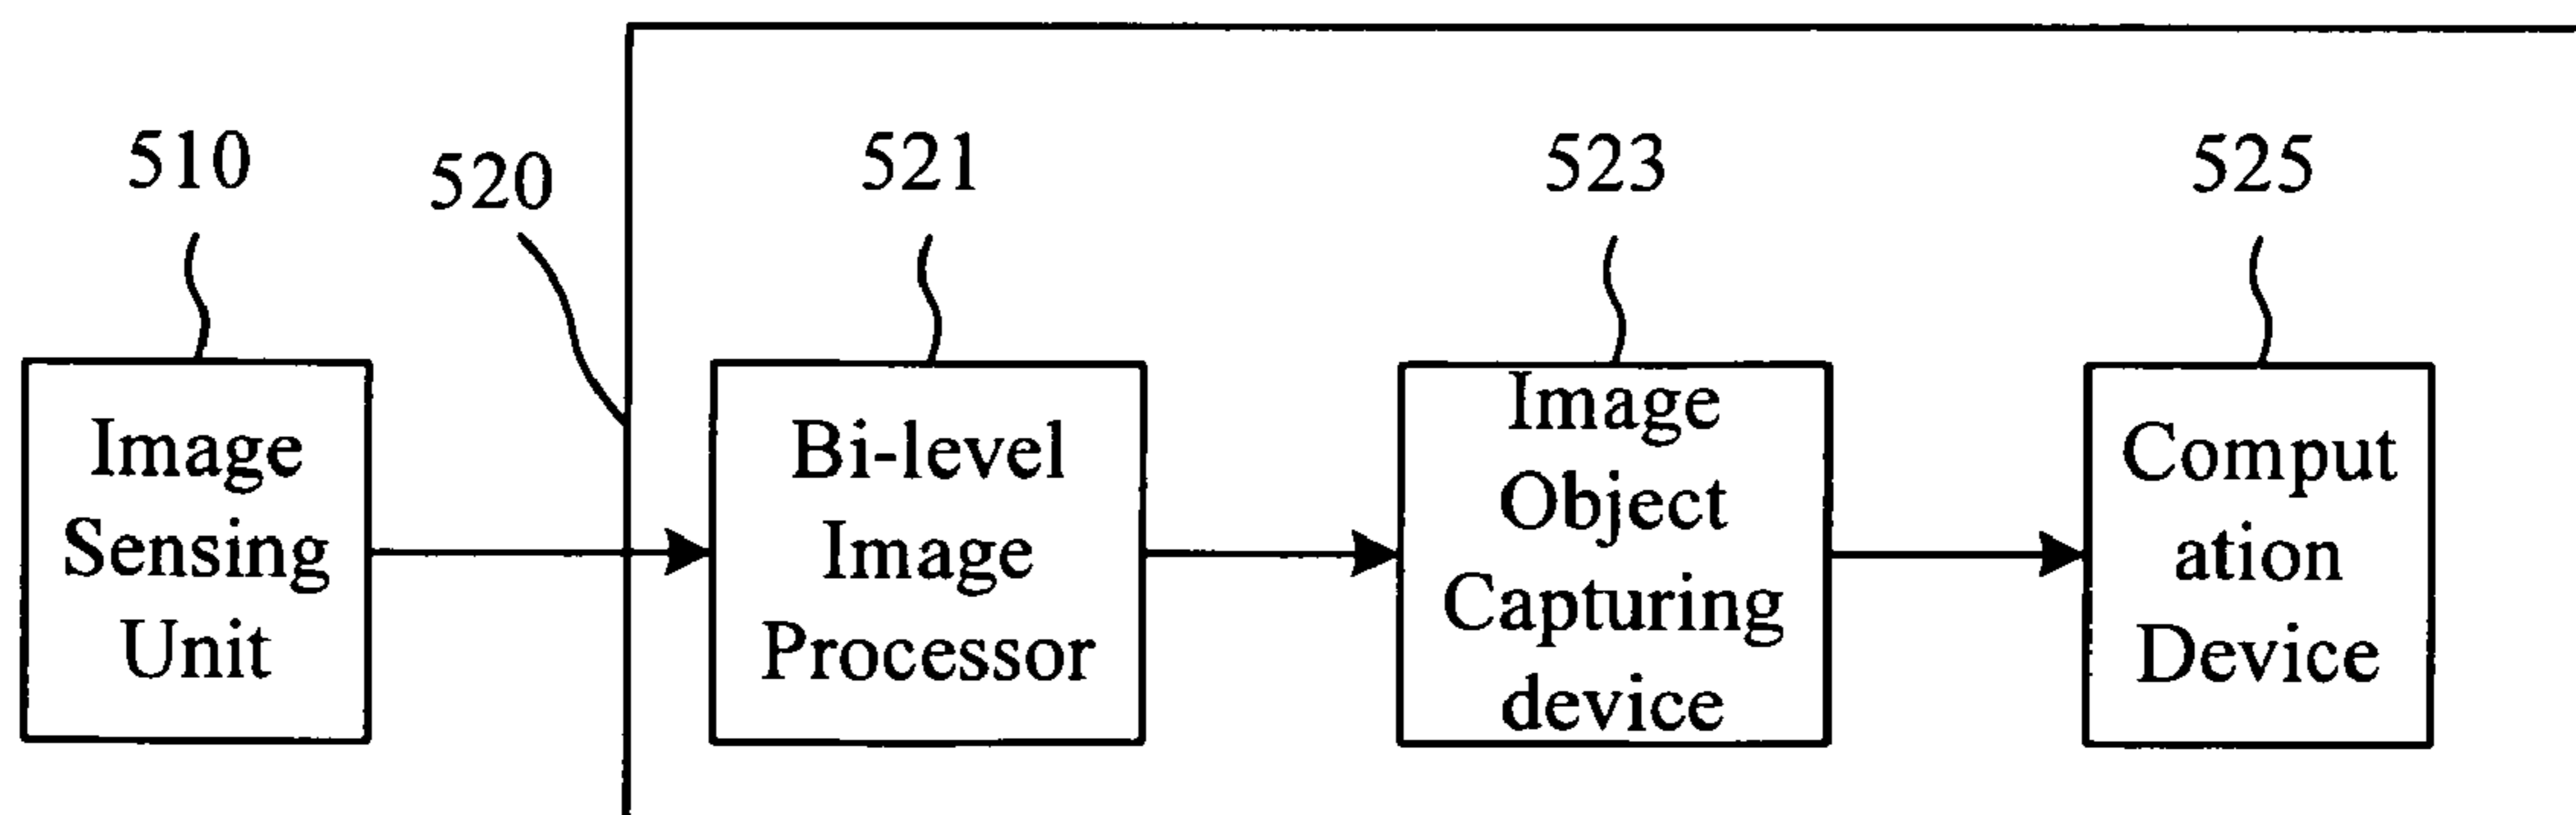 510
520
521
523
525
Image
Sensing
Unit
Bi-level
Image
Processor
Image
Object
Capturing
device
Comput
ation
Device